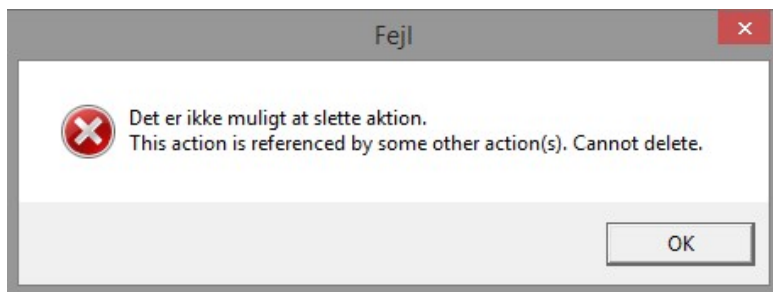 Fejl
Det er ikke muligt at slette aktion.
This action is referenced by some other action(s). Cannot delete.
OK